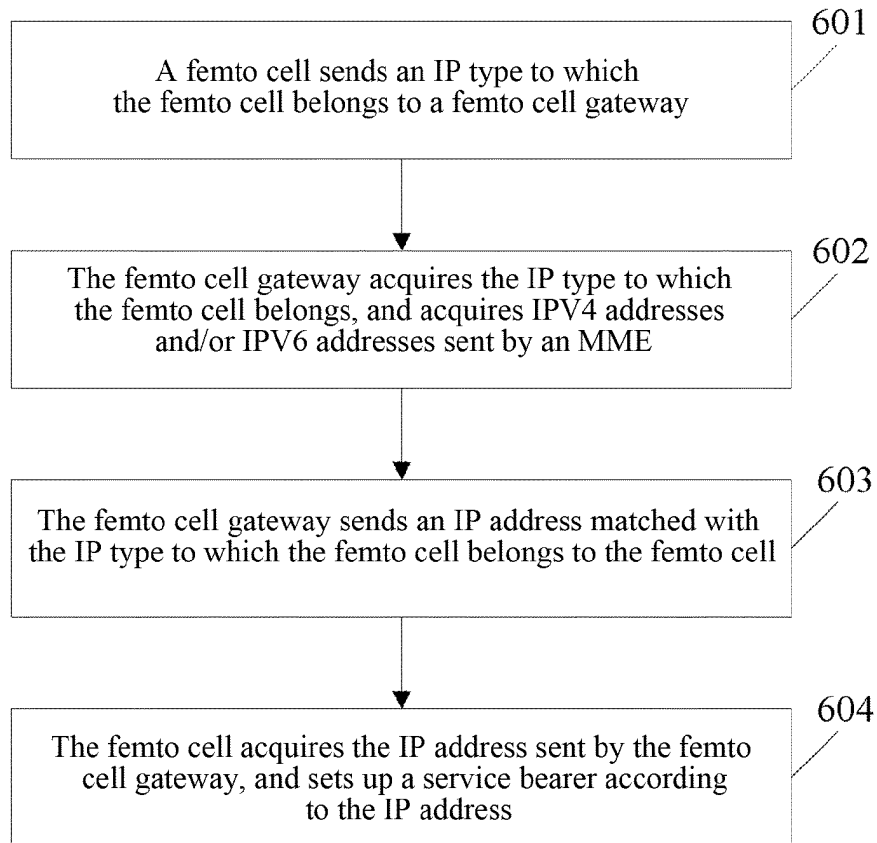 601
A femto cell sends an IP type to which
the femto cell belongs to a femto cell gateway
602
The femto cell gateway acquires the IP type to which
the femto cell belongs, and acquires IPV4 addresses
and/or IPV6 addresses sent by an MME
603
The femto cell gateway sends an IP address matched with
the IP type to which the femto cell belongs to the femto cell
604
The femto cell acquires the IP address sent by the femto
cell gateway, and sets up a service bearer according
to the IP address